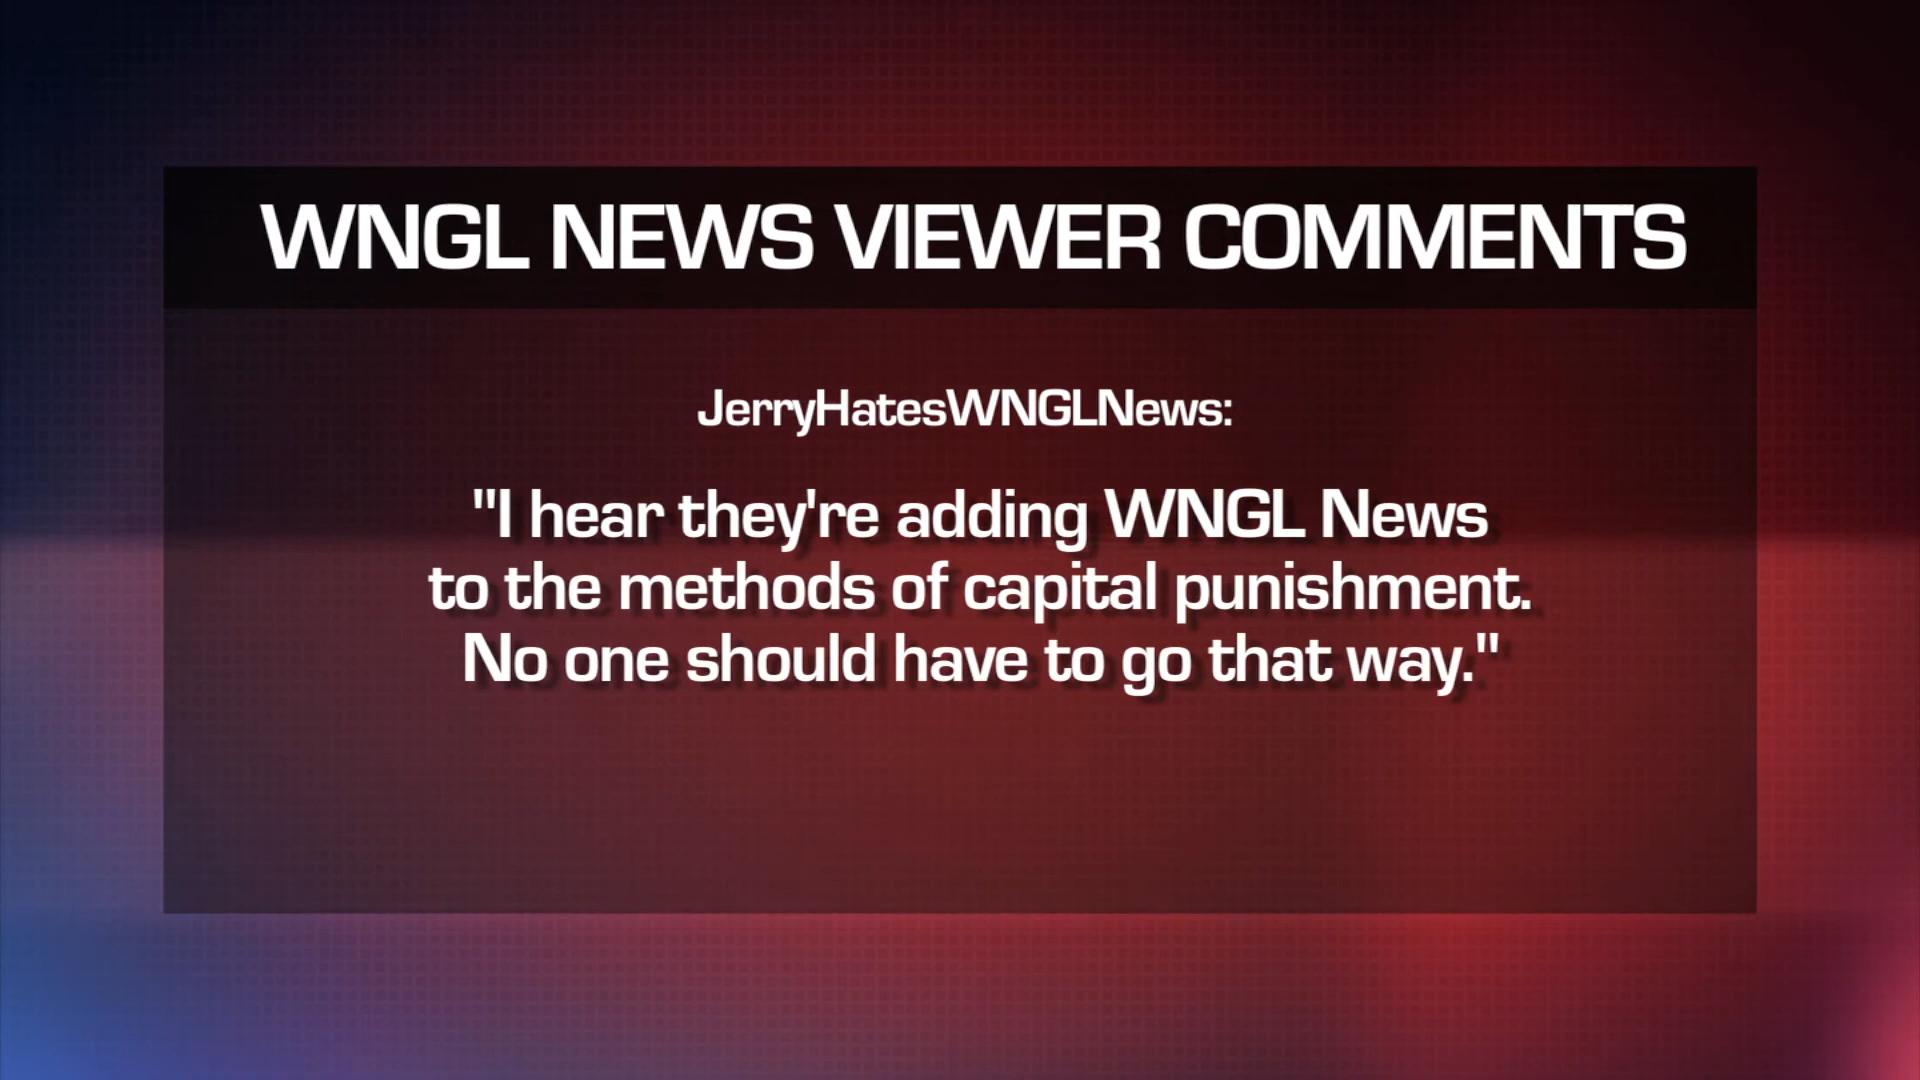 WNGL NEWS VIEWER COMMENTS
JerryHatesWNGLNews:
"I hear they're adding WNGL News
to the methods of capital punishment.
No one should have to go that way."